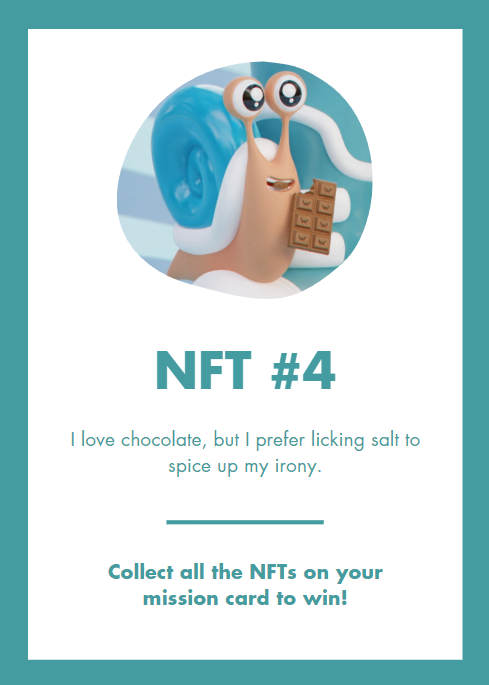 NFT #4
I love chocolate, but I prefer licking salt to
spice up my irony.
Collect all the NFTs on your
mission card to win!